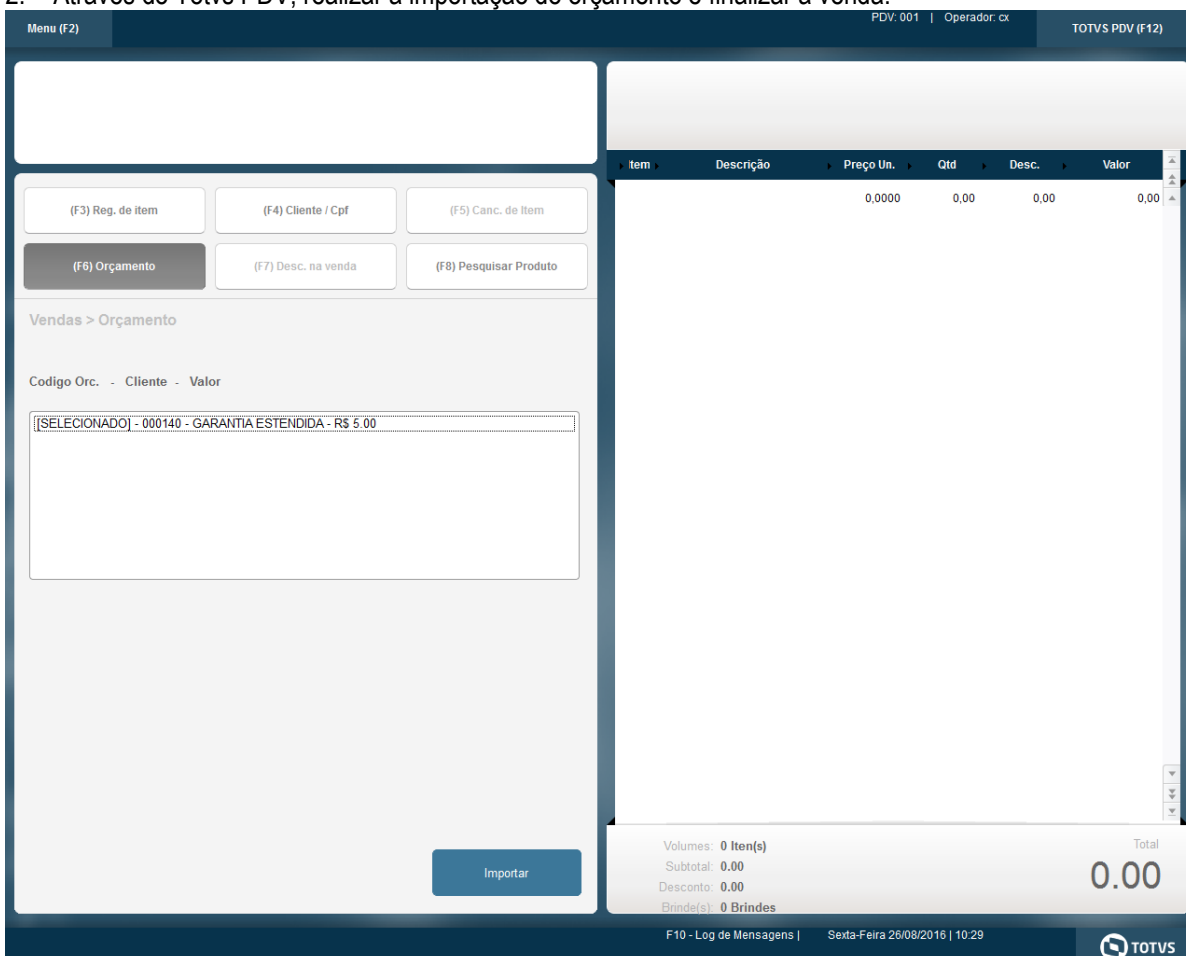 2. Através do Totvs PDV, realizar a importação do orçamento e finalizar a venda.
Menu (F2)
PDV: 001 | Operador: cx
TOTVS PDV (F12)
Item Descrição Preço Un. Qtd Desc. Valor
0,0000 0,00 0,00 0,00
(F3) Reg. de item (F4) Cliente / Cpf (F5) Canc. de Item
(F6) Orçamento (F7) Desc. na venda (F8) Pesquisar Produto
Vendas > Orçamento
Codigo Orc. - Cliente - Valor
[SELECIONADO] - 000140 - GARANTIA ESTENDIDA - R$ 5.00
Importar
Volumes: 0 Iten(s)
Subtotal: 0.00
Desconto: 0.00
Brinde(s): 0 Brindes
Total
0.00
F10 - Log de Mensagens | Sexta-Feira 26/08/2016 | 10:29
TOTVS